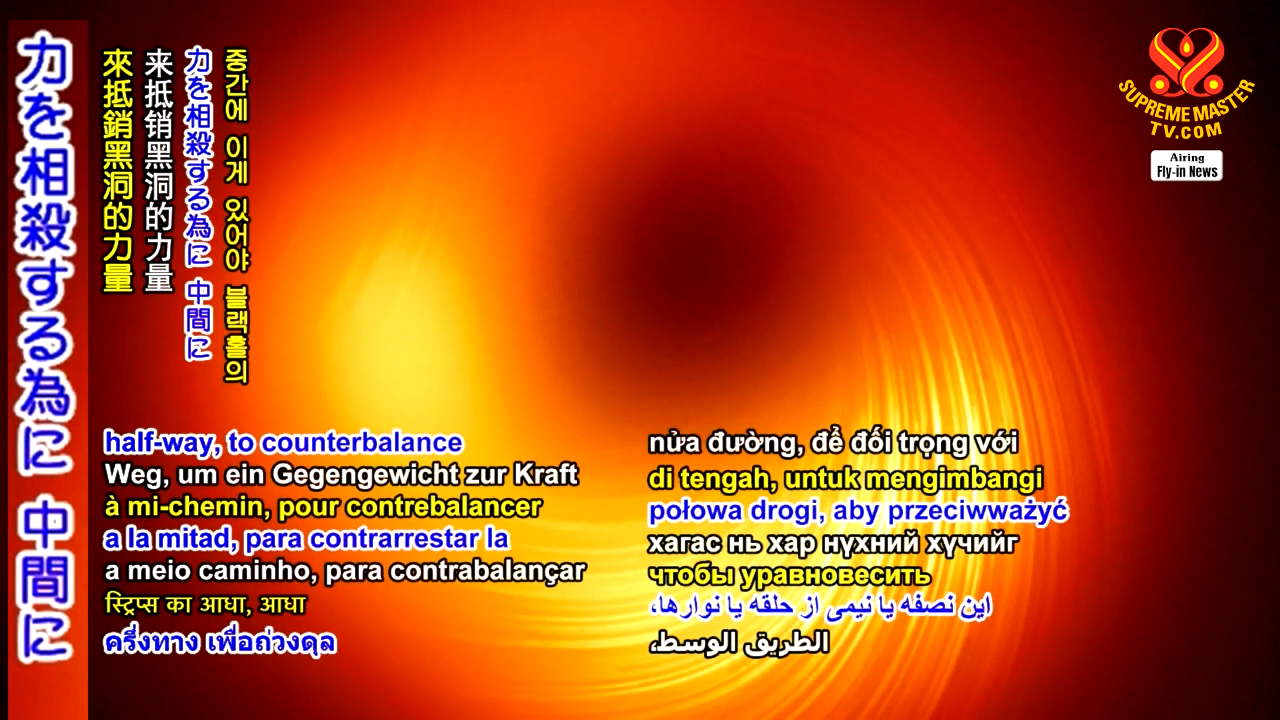 力を相殺する為に 中間に
來抵銷黑洞的力量
来抵销黑洞的力量
力を相殺する為に 中間に
중간에 이게 있어야 블랙홀의
half-way, to counterbalance
Weg, um ein Gegengewicht zur Kraft
à mi-chemin, pour contrebalancer
a la mitad, para contrarrestar la
a meio caminho, para contrabalançar
स्ट्रिप्स का आधा, आधा
ครึ่งทาง เพื่อถ่วงดุล
nửa đường, để đối trọng với
di tengah, untuk mengimbangi
połowa drogi, aby przeciwważyć
хагас нь хар нүхний хүчийг
чтобы уравновесить
این نصفه یا نیمی از حلقه یا نوارها،
الطريق الوسط،
SUPREME MASTER
TV.COM
Airing
Fly-in News